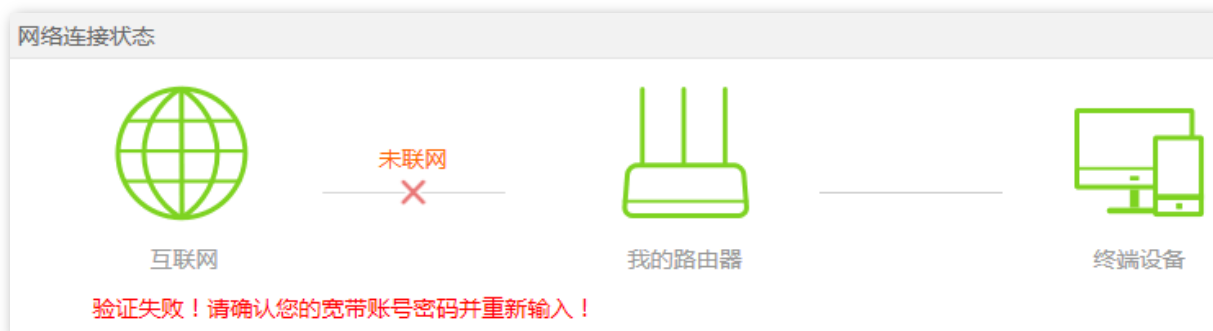 网络连接状态
未联网
互联网
我的路由器
终端设备
验证失败！请确认您的宽带账号密码并重新输入！